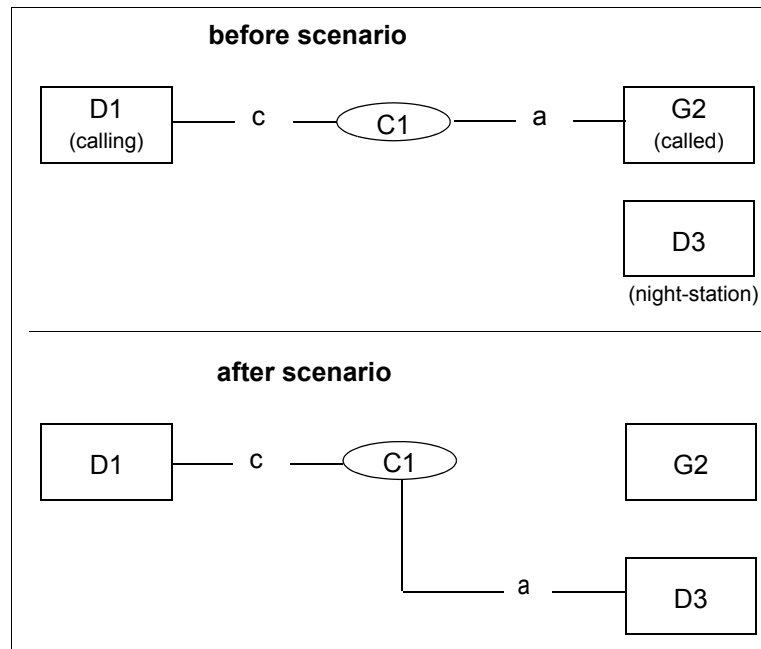 before scenario
D1
(calling)
c
C1
a
G2
(called)
D3
(night-station)
after scenario
D1
c
C1
G2
a
D3